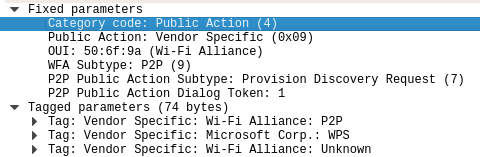 Fixed parameters
Category code: Public Action (4)
Public Action: Vendor Specific (0x09)
OUI: 50:6f:9a (Wi-Fi Alliance)
WFA Subtype: P2P (9)
P2P Public Action Subtype: Provision Discovery Request (7)
P2P Public Action Dialog Token: 1
Tagged parameters (74 bytes)
Tag: Vendor Specific: Wi-Fi Alliance: P2P
Tag: Vendor Specific: Microsoft Corp.: WPS
Tag: Vendor Specific: Wi-Fi Alliance: Unknown